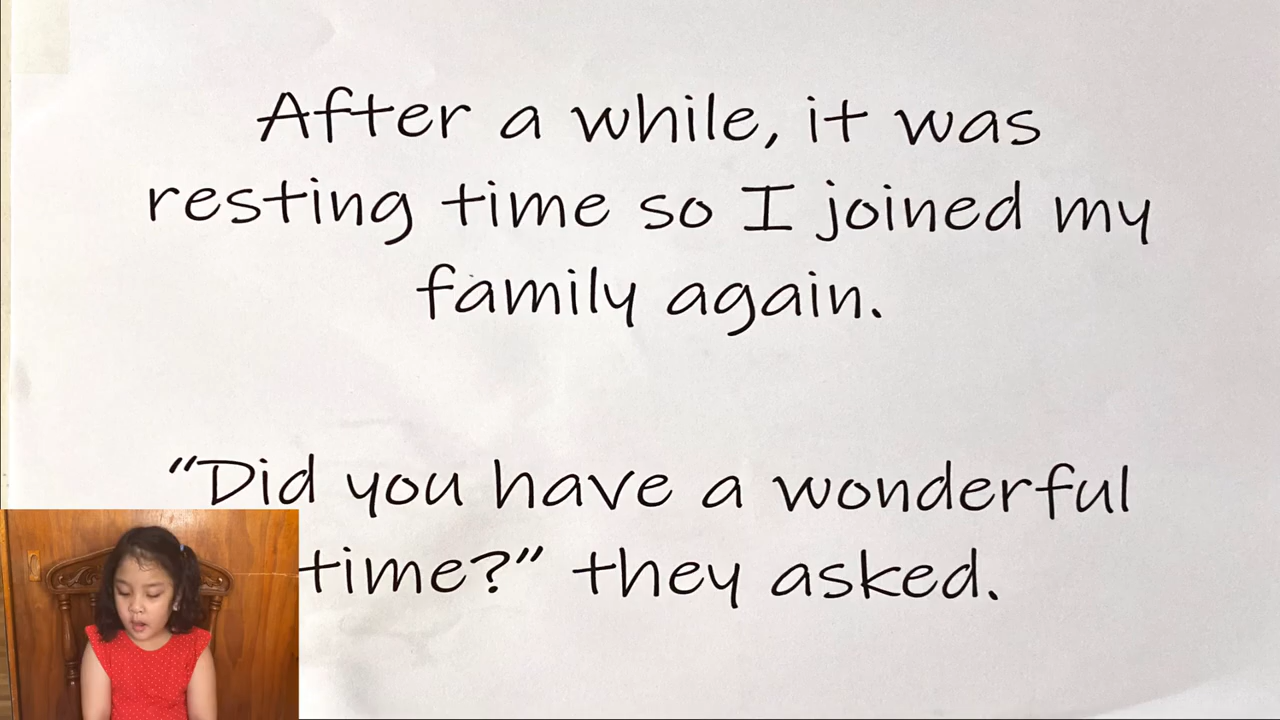 After a while, it was
resting time so I joined my
family again.
“Did you have a wonderful
time?” they asked.